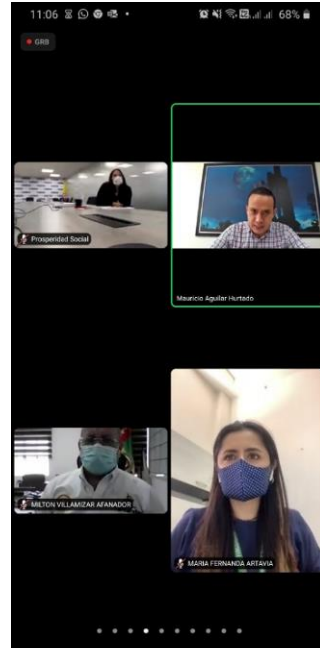 11:06
68%
GRB
Prosperidad Social
Mauricio Aguilar Hurtado
MILTON VILLAMIZAR AFANADOR
MARIA FERNANDA ARTAVIA